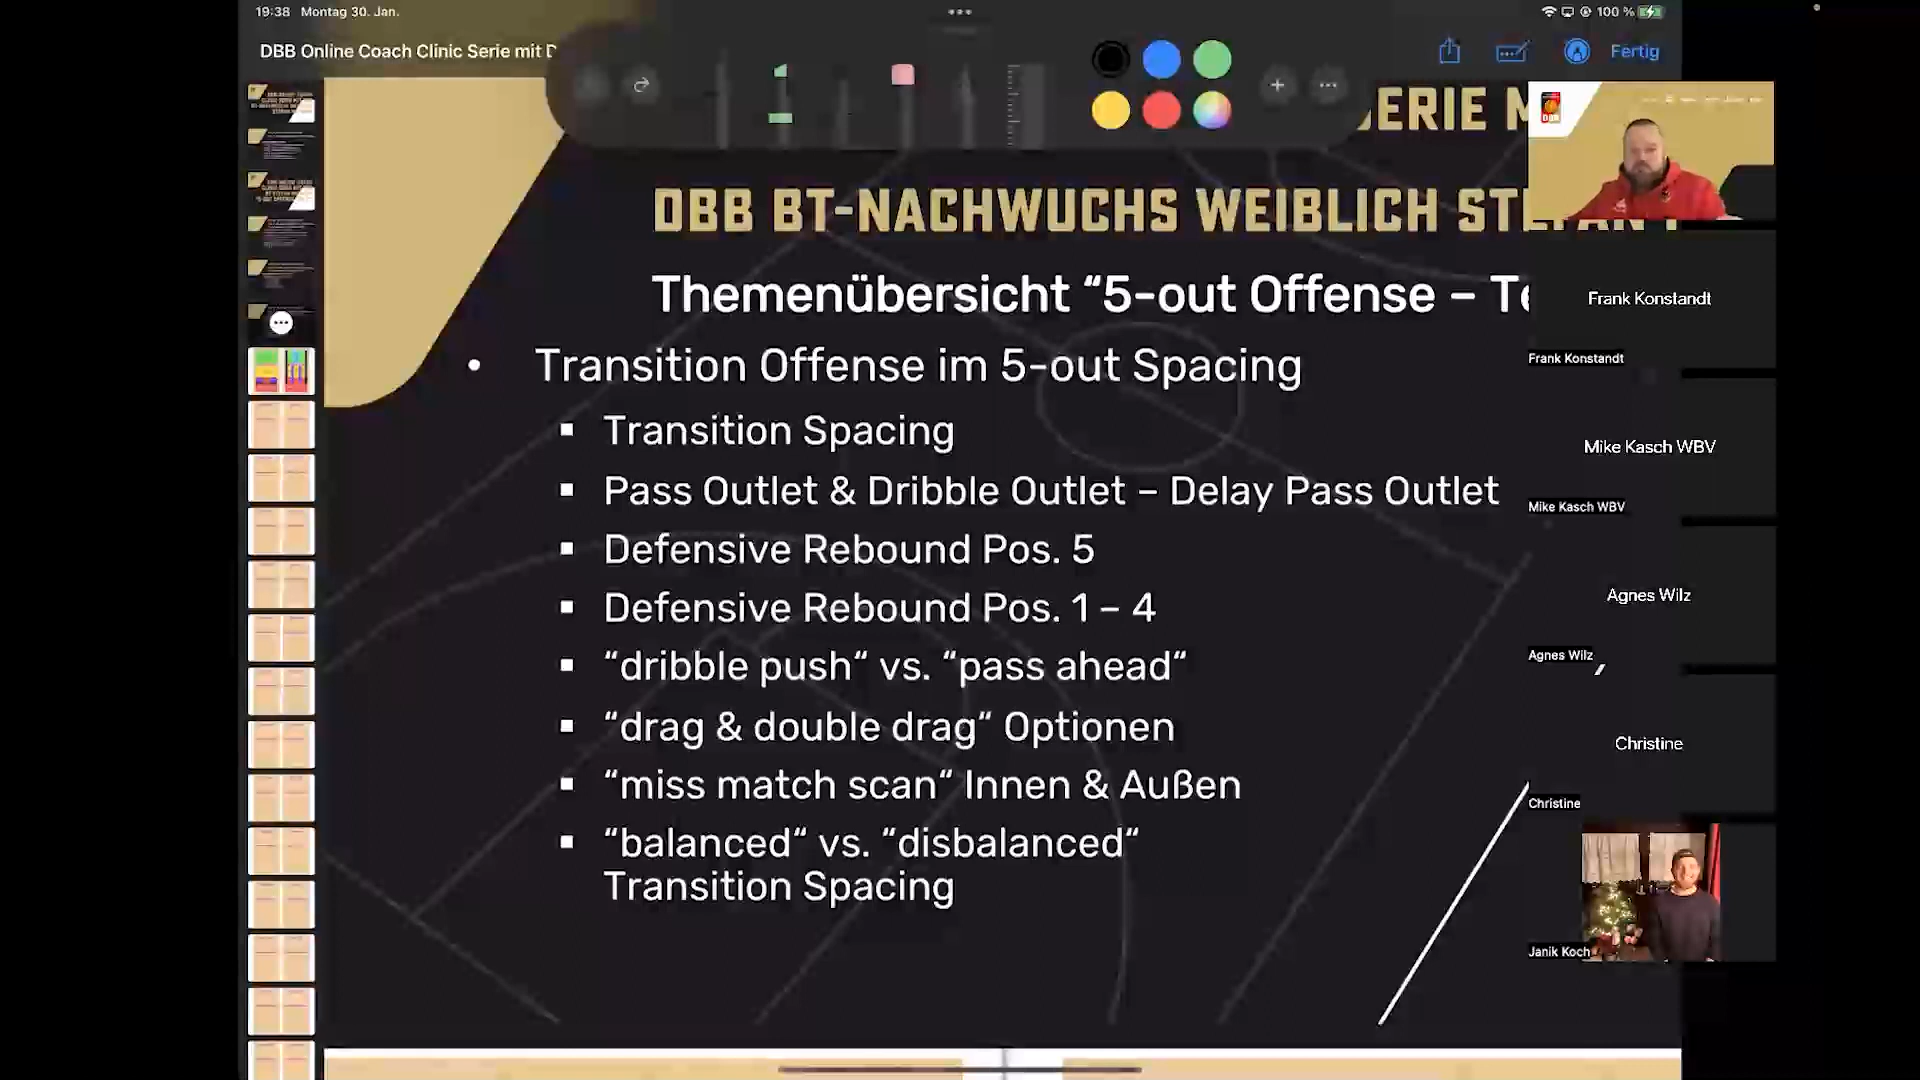 19:38 Montag 30. Jan.
100 %
DBB Online Coach Clinic Serie mit D
Fertig
SERIE M
DBB BT-NACHWUCHS WEIBLICH STEFAN
Themenübersicht “5-out Offense – Te
• Transition Offense im 5-out Spacing
▪ Transition Spacing
▪ Pass Outlet & Dribble Outlet – Delay Pass Outlet
▪ Defensive Rebound Pos. 5
▪ Defensive Rebound Pos. 1 – 4
▪ “dribble push“ vs. “pass ahead“
▪ “drag & double drag“ Optionen
▪ “miss match scan“ Innen & Außen
▪ “balanced“ vs. “disbalanced“
Transition Spacing
DBB
Frank Konstandt
Frank Konstandt
Mike Kasch WBV
Mike Kasch WBV
Agnes Wilz
Agnes Wilz
Christine
Christine
Janik Koch